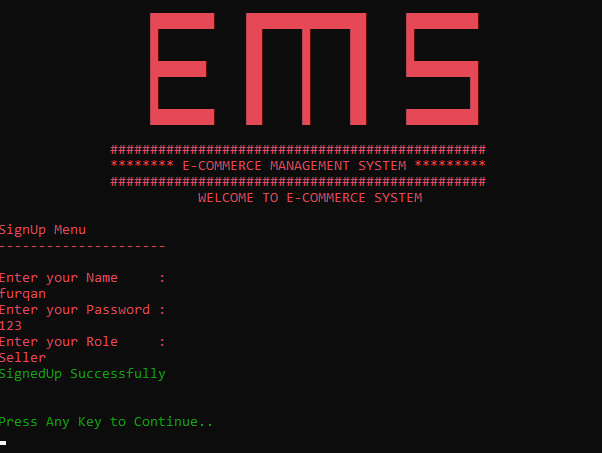 EMS
###############################################
******** E-COMMERCE MANAGEMENT SYSTEM *********
###############################################
WELCOME TO E-COMMERCE SYSTEM
SignUp Menu
---------------------
Enter your Name     :
furqan
Enter your Password :
123
Enter your Role     :
Seller
SignedUp Successfully
Press Any Key to Continue..